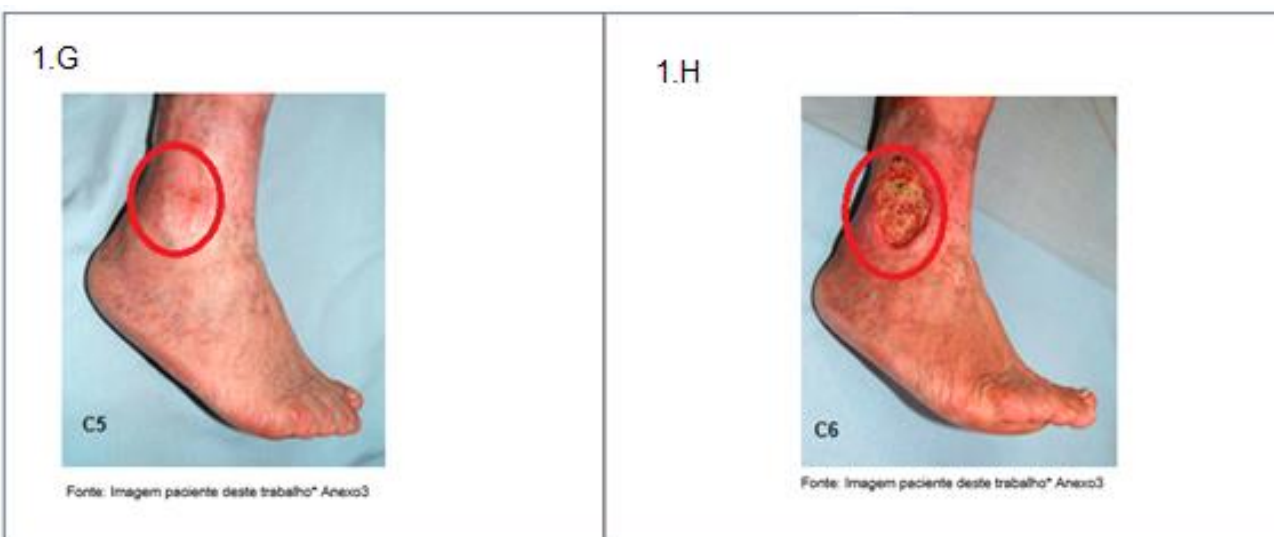 1.G
C5
Fonte: Imagem paciente deste trabalho* Anexo3
1.H
C6
Fonte: Imagem paciente deste trabalho* Anexo3